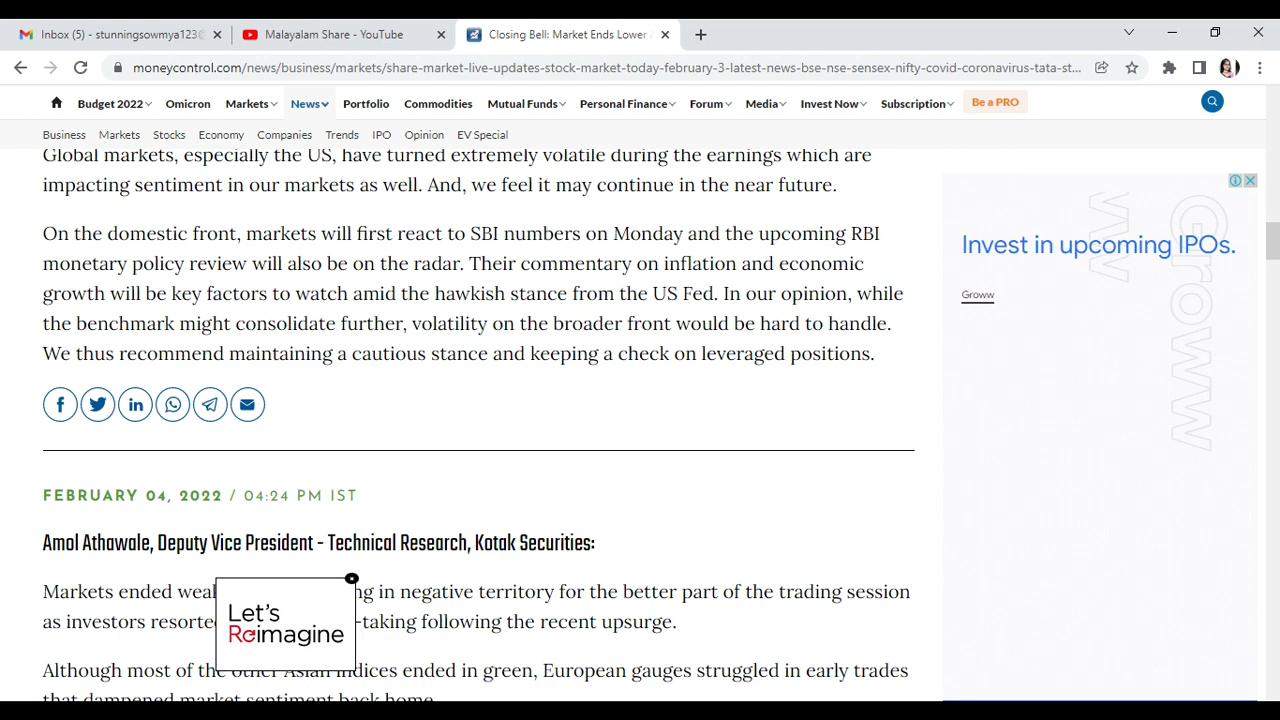 Inbox (5) - stunningsowmya123@
Malayalam Share - YouTube
Closing Bell: Market Ends Lower
moneycontrol.com/news/business/markets/share-market-live-updates-stock-market-today-february-3-latest-news-bse-nse-sensex-nifty-covid-coronavirus-tata-st...
Budget 2022 Omicron Markets News Portfolio Commodities Mutual Funds Personal Finance Forum Media Invest Now Subscription Be a PRO
Business Markets Stocks Economy Companies Trends IPO Opinion EV Special
Global markets, especially the US, have turned extremely volatile during the earnings which are
impacting sentiment in our markets as well. And, we feel it may continue in the near future.
On the domestic front, markets will first react to SBI numbers on Monday and the upcoming RBI
monetary policy review will also be on the radar. Their commentary on inflation and economic
growth will be key factors to watch amid the hawkish stance from the US Fed. In our opinion, while
the benchmark might consolidate further, volatility on the broader front would be hard to handle.
We thus recommend maintaining a cautious stance and keeping a check on leveraged positions.
FEBRUARY 04, 2022 / 04:24 PM IST
Amol Athawale, Deputy Vice President - Technical Research, Kotak Securities:
Markets ended in negative territory for the better part of the trading session
as investors -taking following the recent upsurge.
Although most of the other Asian indices ended in green, European gauges struggled in early trades
that dampened market sentiment back home.
Let's
Reimagine
Invest in upcoming IPOs.
Groww
Groww